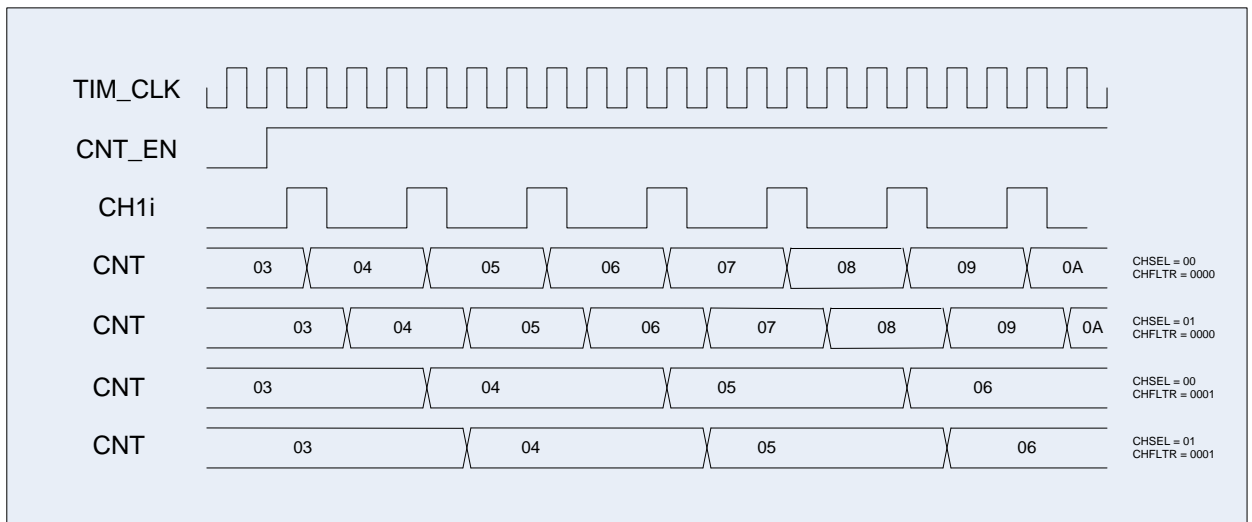 TIM_CLK
CNT_EN
CH1i
CNT 03 04 05 06 07 08 09 0A CHSEL = 00
CHFLTR = 0000
CNT 03 04 05 06 07 08 09 0A CHSEL = 01
CHFLTR = 0000
CNT 03 04 05 06 CHSEL = 00
CHFLTR = 0001
CNT 03 04 05 06 CHSEL = 01
CHFLTR = 0001